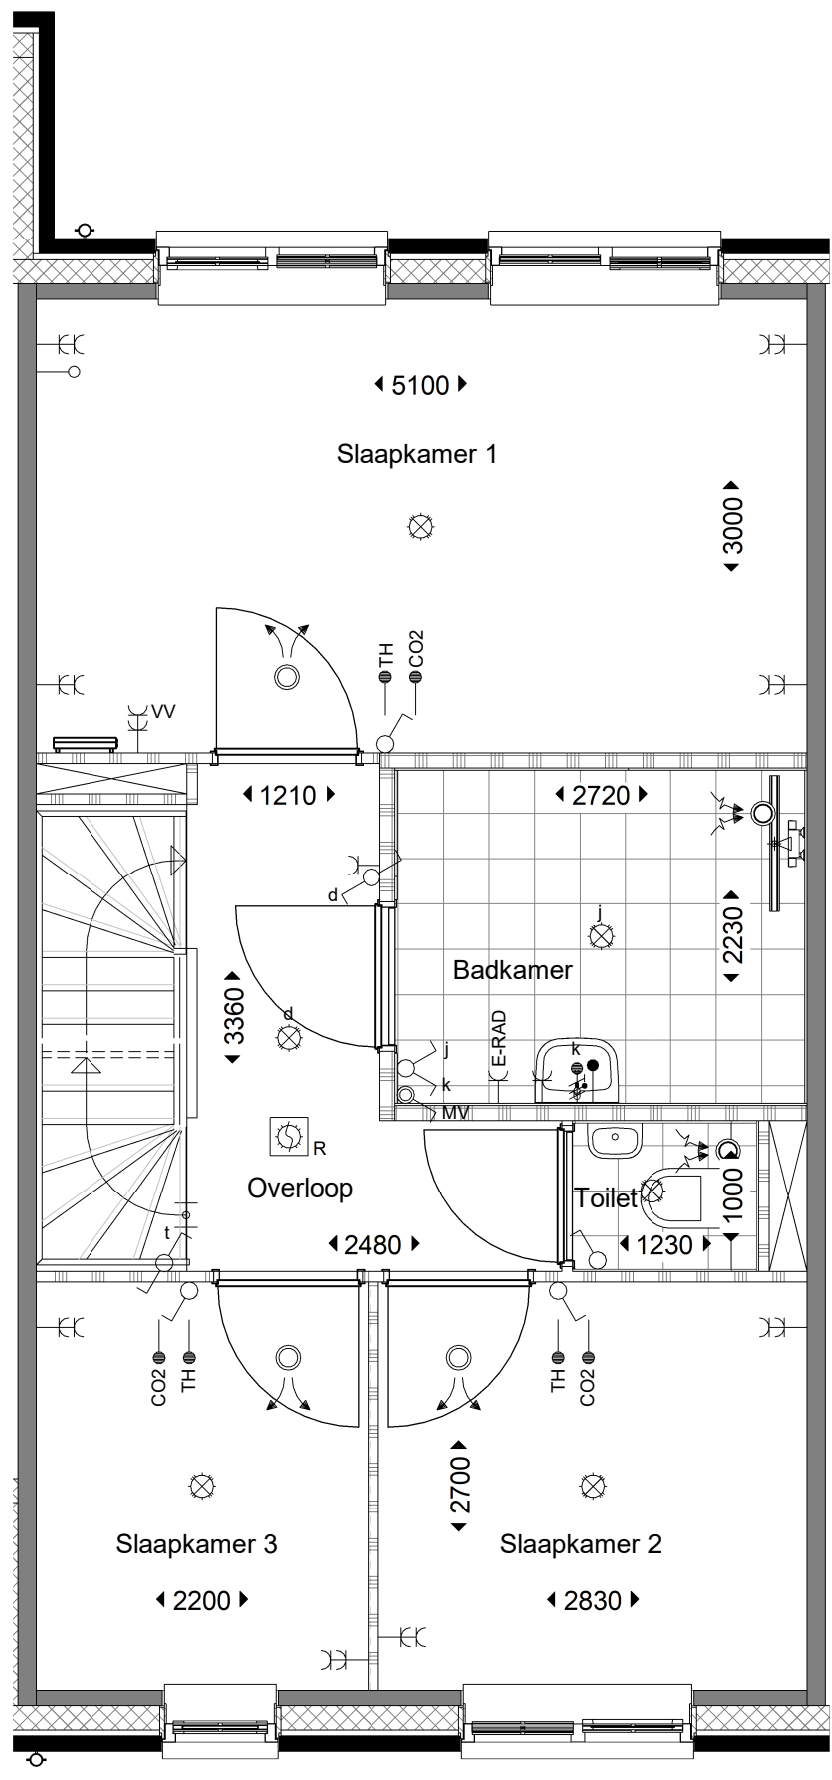 5100
Slaapkamer 1
3000
TH
CO2
VV
1210
2720
d
j
2230
Badkamer
3360
d
E-RAD
j
k
k
MV
R
Overloop
Toilet
1000
t
2480
1230
CO2
TH
TH
CO2
2700
Slaapkamer 3
Slaapkamer 2
2200
2830